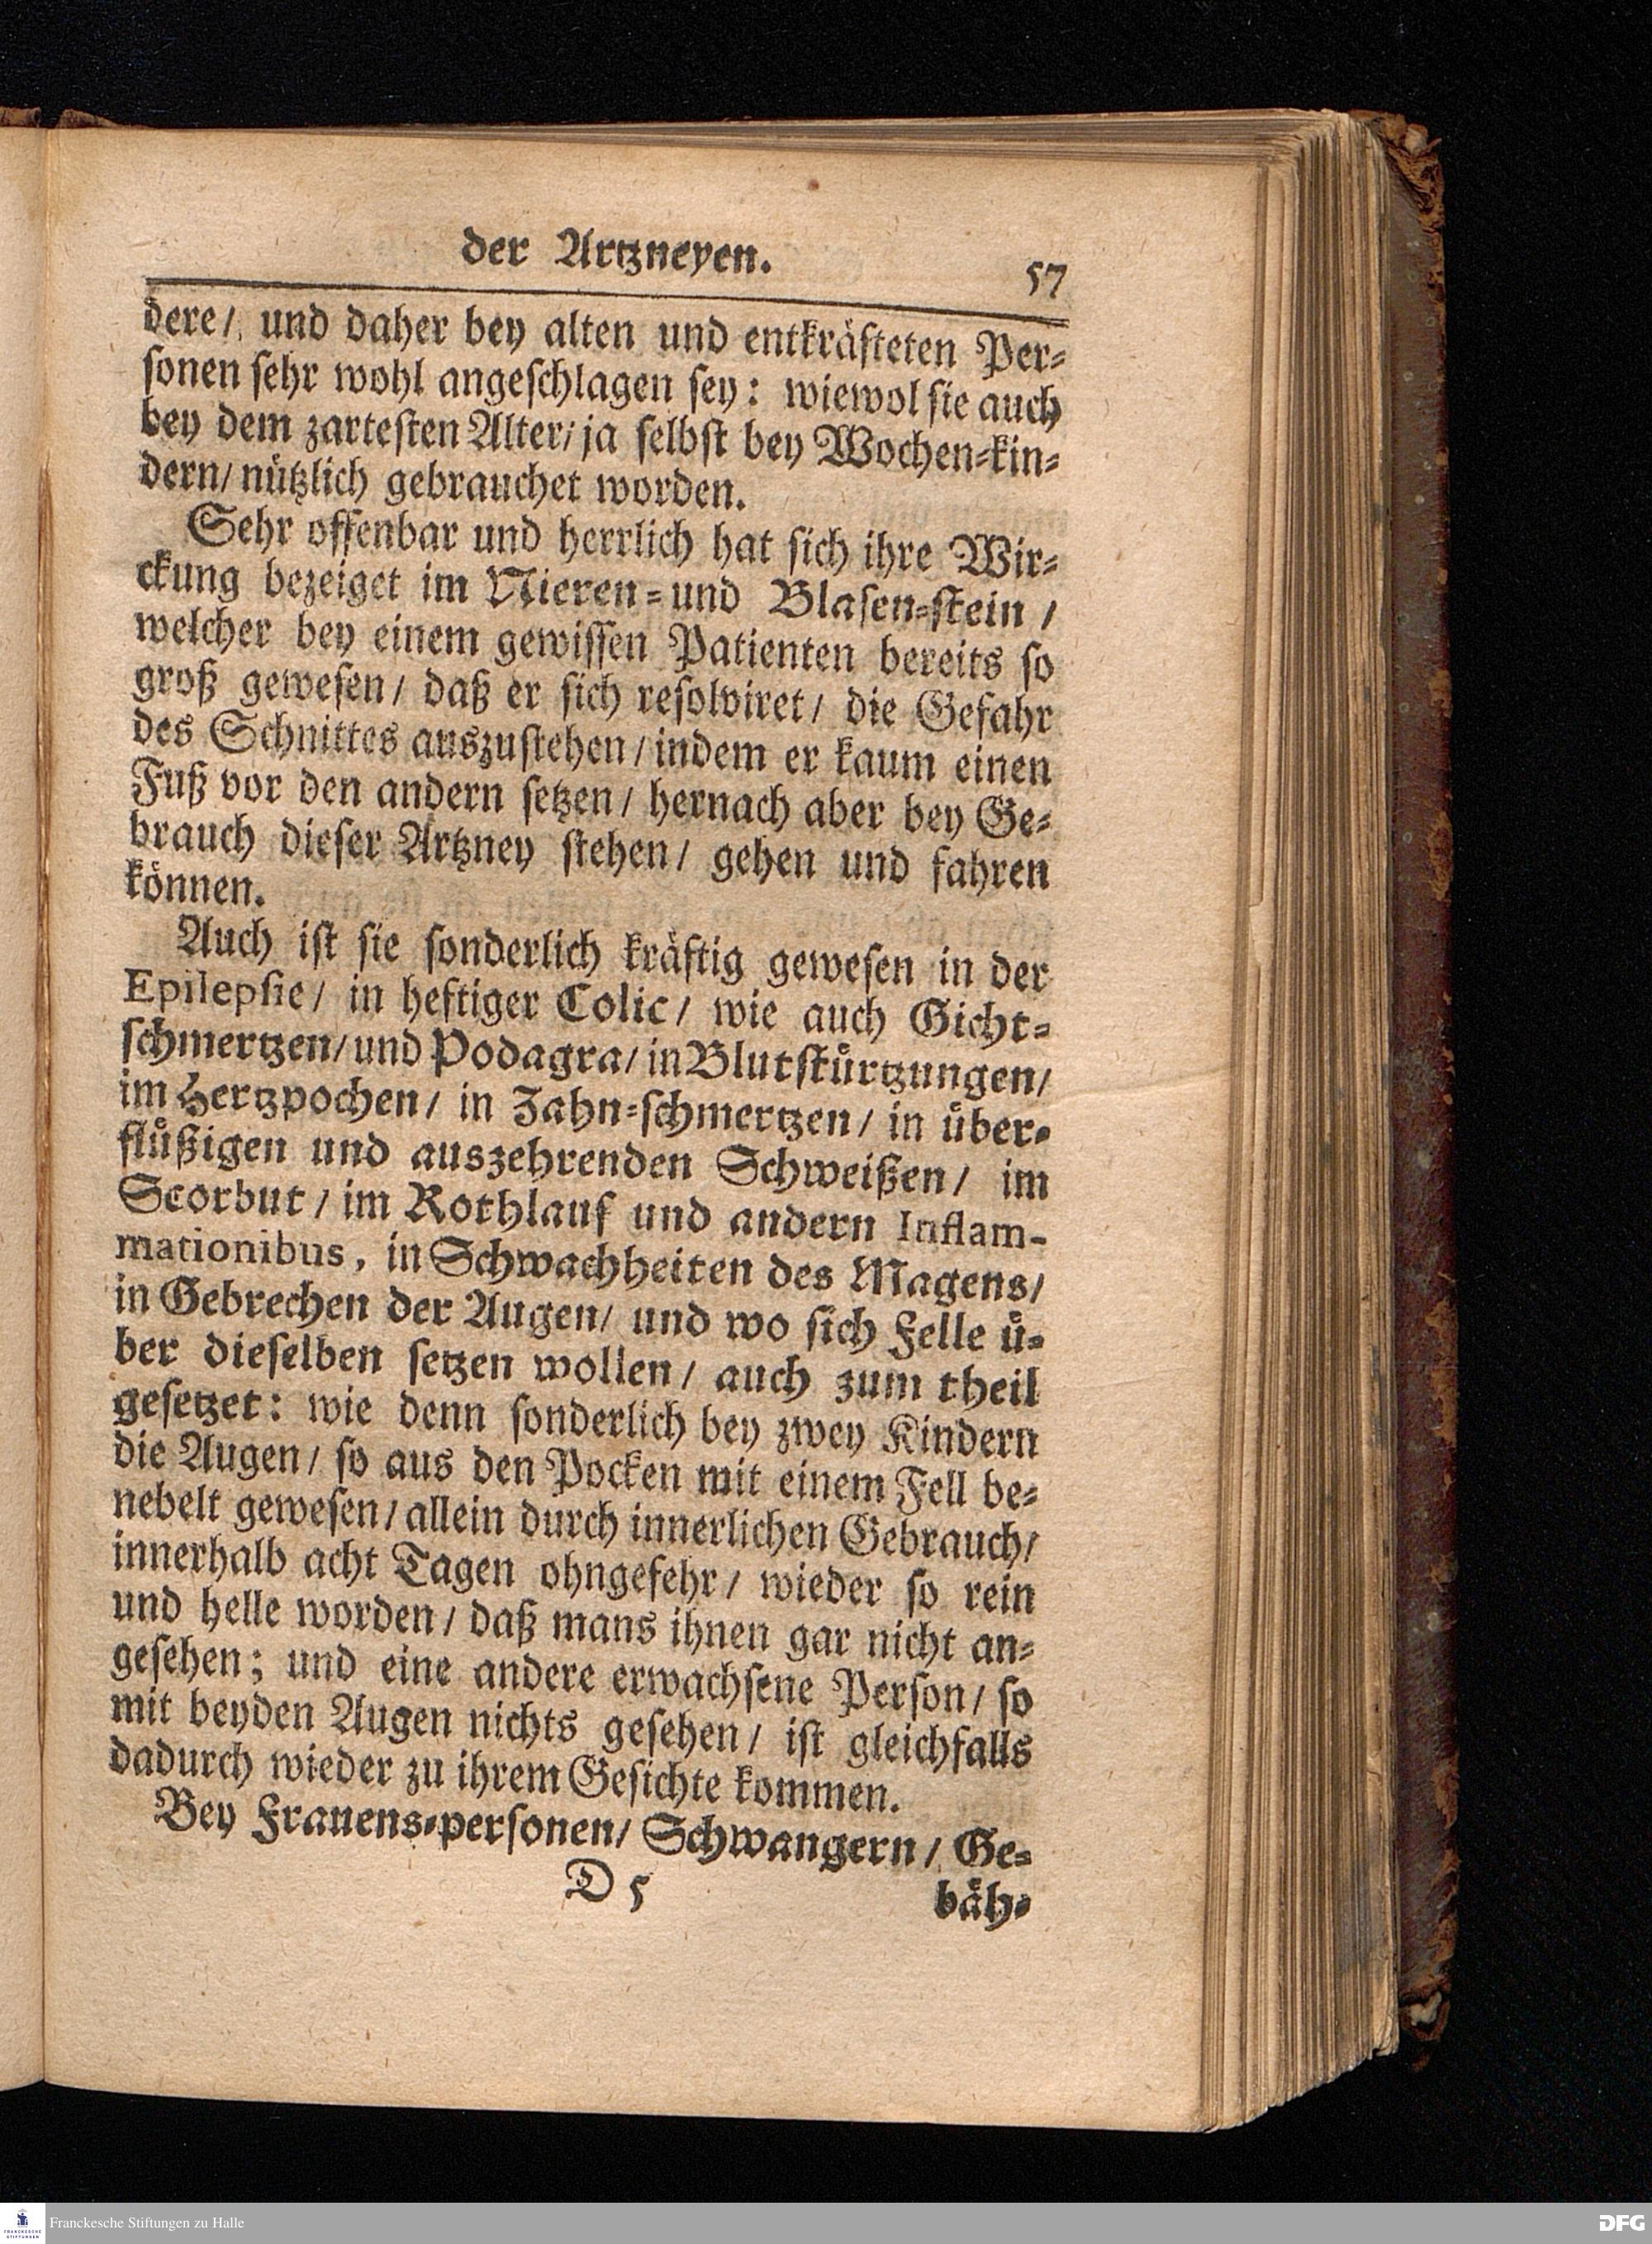 der Artzneyen.
57
dere/ und daher bey alten und entkräfteten Per-
sonen sehr wohl angeschlagen sey: wiewol sie auch
bey dem zartesten Alter/ ja selbst bey Wochen-kin-
dern/ nützlich gebrauchet worden.
Sehr offenbar und herrlich hat sich ihre Wir-
ckung bezeiget im Nieren- und Blasen-stein /
welcher bey einem gewissen Patienten bereits so
groß gewesen/ daß er sich resolviret/ die Gefahr
des Schnittes auszustehen/ indem er kaum einen
Fuß vor den andern setzen/ hernach aber bey Ge-
brauch dieser Artzney stehen/ gehen und fahren
können.
Auch ist sie sonderlich kräftig gewesen in der
Epilepsie/ in heftiger Colic/ wie auch Gicht-
schmertzen/ und Podagra/ in Blutstürtzungen/
im Hertzpochen/ in Zahn-schmertzen/ in über-
flüßigen und auszehrenden Schweißen/ im
Scorbut/ im Rothlauf und andern Inflam-
mationibus, in Schwachheiten des Magens/
in Gebrechen der Augen/ und wo sich Felle ü-
ber dieselben setzen wollen/ auch zum theil
gesetzet: wie denn sonderlich bey zwey Kindern
die Augen/ so aus den Pocken mit einem Fell be-
nebelt gewesen/ allein durch innerlichen Gebrauch/
innerhalb acht Tagen ohngefehr/ wieder so rein
und helle worden/ daß mans ihnen gar nicht an-
gesehen; und eine andere erwachsene Person/ so
mit beyden Augen nichts gesehen/ ist gleichfalls
dadurch wieder zu ihrem Gesichte kommen.
Bey Frauens-personen/ Schwangern/ Ge-
D 5
bäh-
FRANCKESCHE
STIFTUNGEN
Franckesche Stiftungen zu Halle
DFG